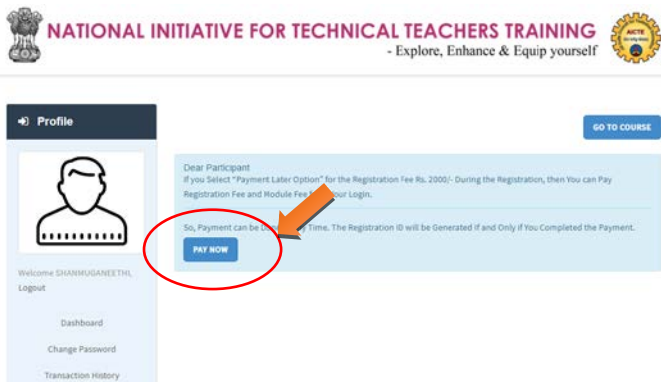 NATIONAL INITIATIVE FOR TECHNICAL TEACHERS TRAINING
- Explore, Enhance & Equip yourself
AICTE
Profile
GO TO COURSE
Dear Participant
If you Select "Payment Later Option" for the Registration Fee Rs. 2000/- During the Registration, then You can Pay
Registration Fee and Module Fee Your Login.
So, Payment can be Time. The Registration ID will be Generated if and Only if You Completed the Payment.
PAY NOW
Welcome SHANMUGANEETHI,
Logout
Dashboard
Change Password
Transaction History